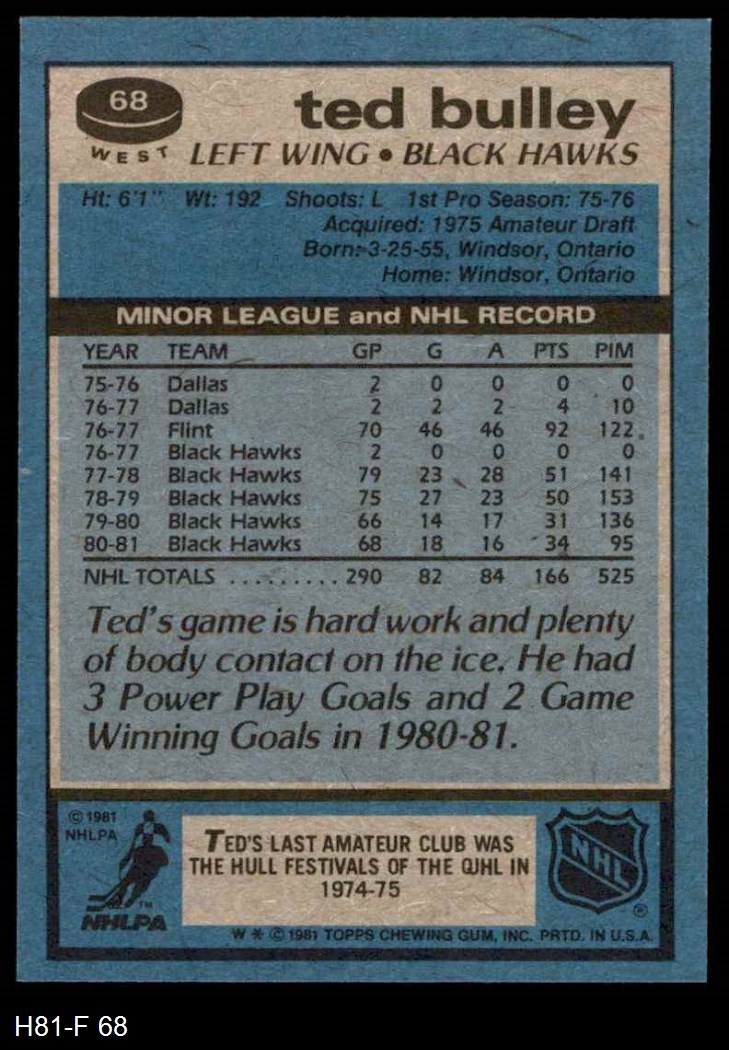 68
WEST
ted bulley
LEFT WING • BLACK HAWKS
Ht: 6'1" Wt: 192 Shoots: L 1st Pro Season: 75-76
Acquired: 1975 Amateur Draft
Born: 3-25-55, Windsor, Ontario
Home: Windsor, Ontario
MINOR LEAGUE and NHL RECORD
YEAR TEAM GP G A PTS PIM
75-76 Dallas 2 0 0 0 0
76-77 Dallas 2 2 2 4 10
76-77 Flint 70 46 46 92 122
76-77 Black Hawks 2 0 0 0 0
77-78 Black Hawks 79 23 28 51 141
78-79 Black Hawks 75 27 23 50 153
79-80 Black Hawks 66 14 17 31 136
80-81 Black Hawks 68 18 16 34 95
NHL TOTALS .......... 290 82 84 166 525
Ted's game is hard work and plenty
of body contact on the ice. He had
3 Power Play Goals and 2 Game
Winning Goals in 1980-81.
© 1981
NHLPA
TM
NHLPA
TED'S LAST AMATEUR CLUB WAS
THE HULL FESTIVALS OF THE QJHL IN
1974-75
NHL
®
W * © 1981 TOPPS CHEWING GUM, INC. PRTD. IN U.S.A.
H81-F 68